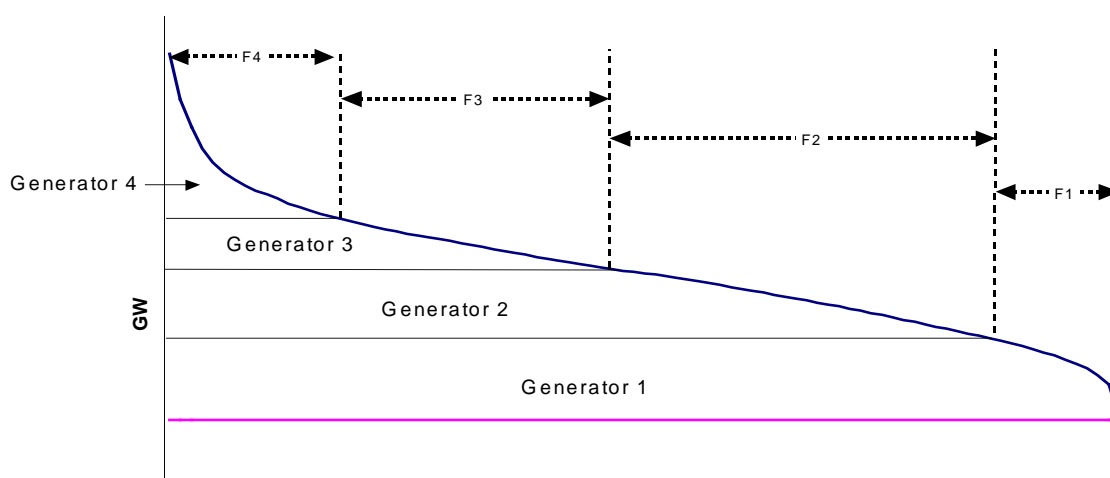 F4
F3
F2
Generator 4
F1
Generator 3
GW
Generator 2
Generator 1